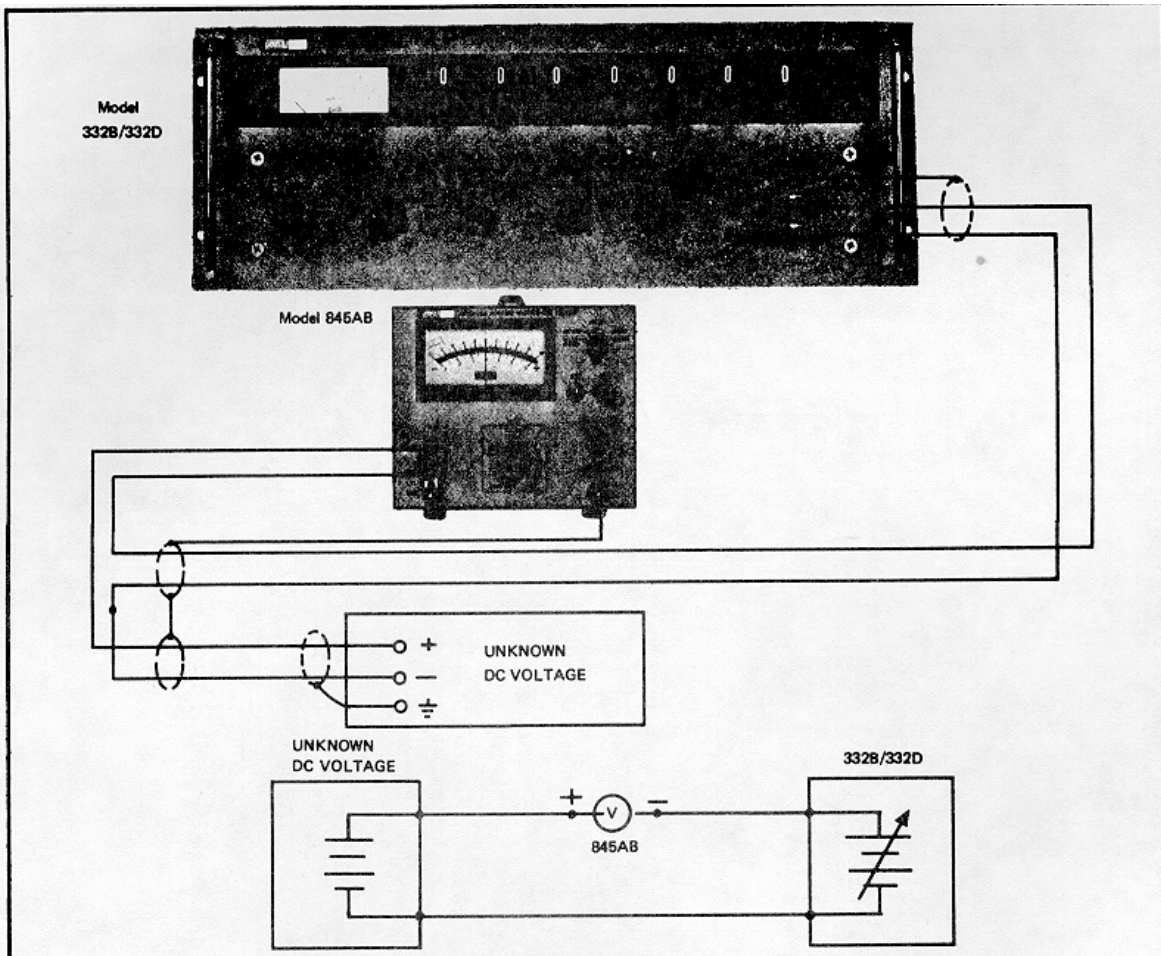 Model
332B/332D
Model 845AB
+
UNKNOWN
DC VOLTAGE
−
UNKNOWN
DC VOLTAGE
332B/332D
+
V
−
845AB